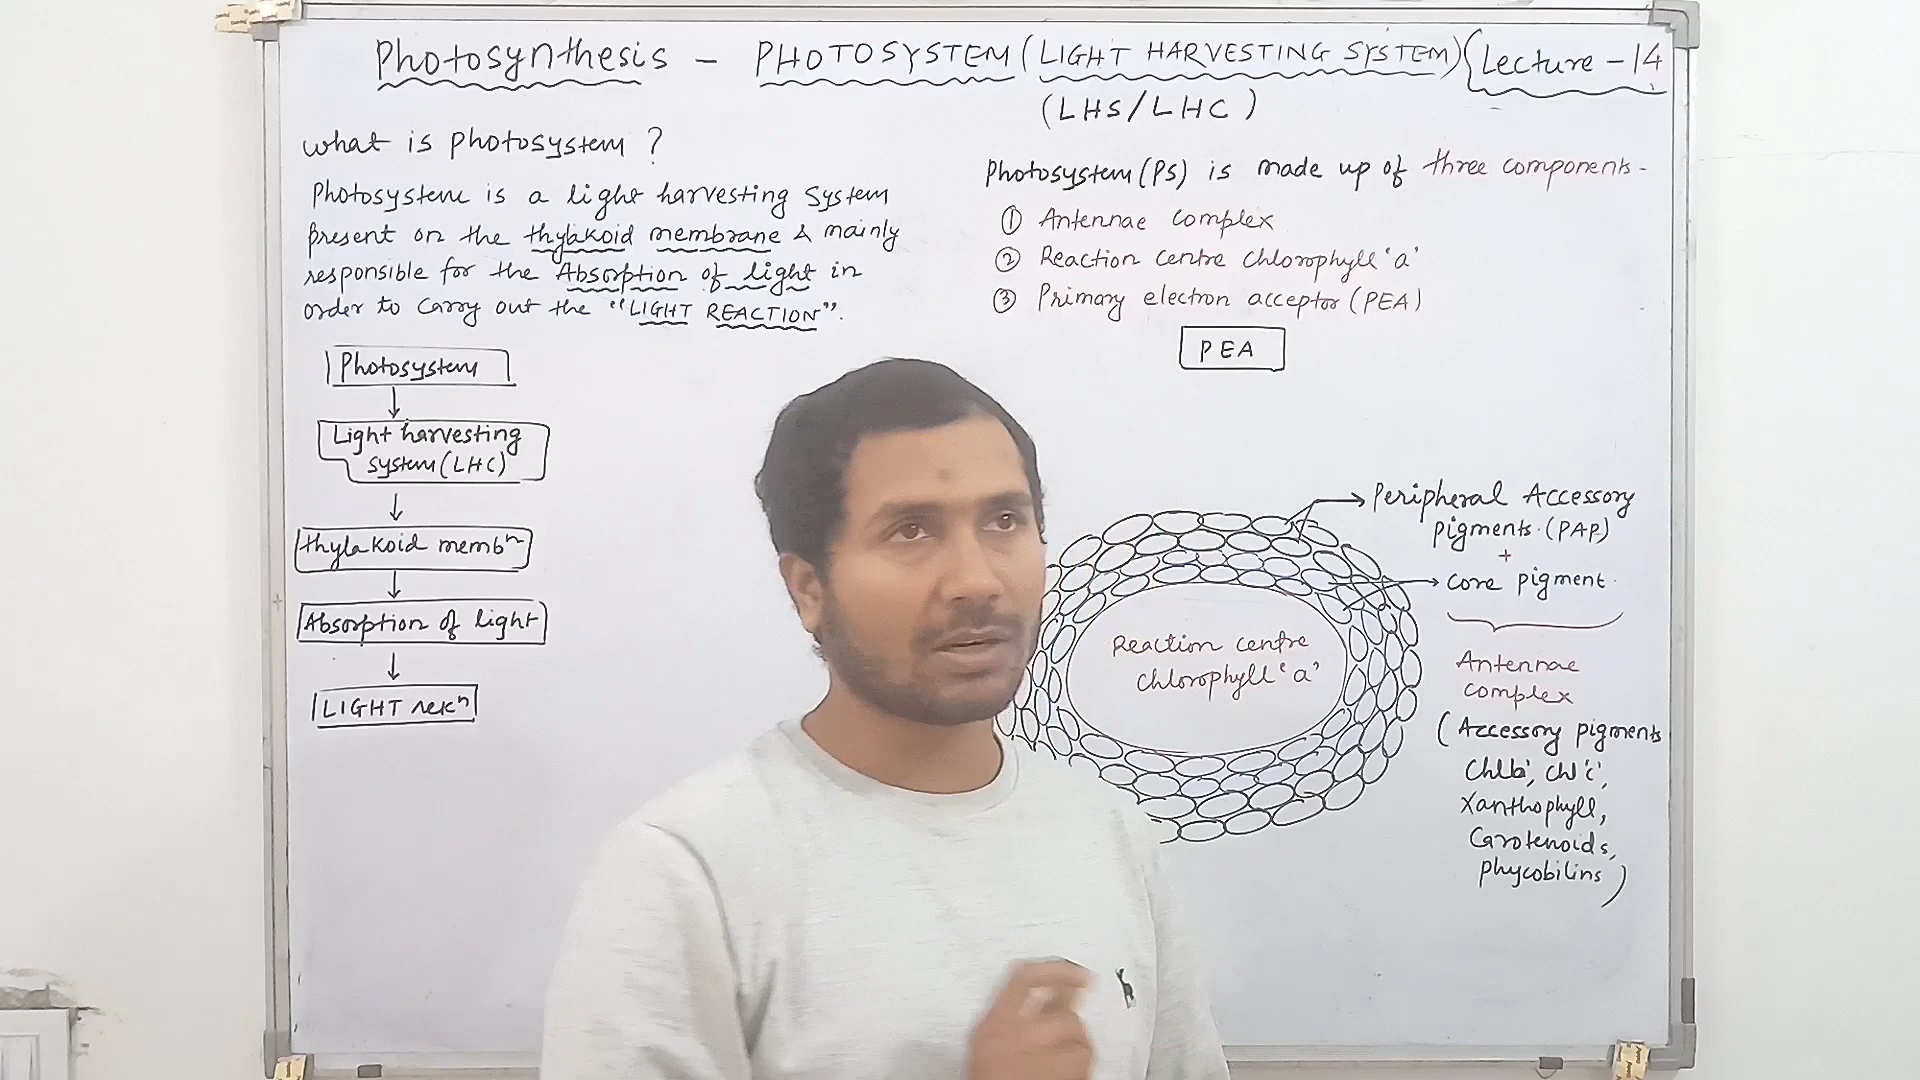 Photosynthesis - PHOTOSYSTEM (LIGHT HARVESTING SYSTEM) {Lecture - 14
(LHS/LHC)
what is photosystem ?
Photosystem is a light harvesting System
present on the thylakoid membrane & mainly
responsible for the Absorption of light in
order to carry out the "LIGHT REACTION".
Photosystem
Light harvesting
system (LHC)
thylakoid membⁿ
Absorption of light
LIGHT rekⁿ
Photosystem (PS) is made up of three components -
① Antennae complex
② Reaction centre chlorophyll 'a'
③ Primary electron acceptor (PEA)
PEA
Peripheral Accessory
pigments. (PAP)
+
core pigment
Reaction centre
chlorophyll 'a'
Antennae
complex
(Accessory pigments
Chl b', chl 'c',
Xanthophyll,
Carotenoids,
phycobilins)